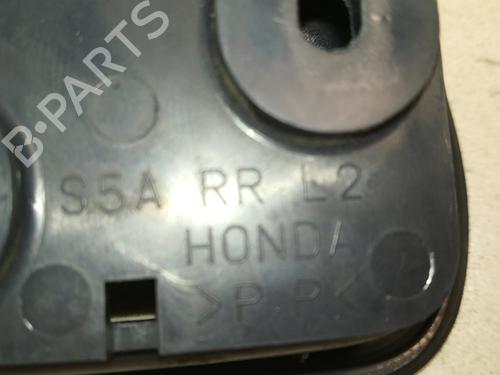 B-PARTS
S5A RR L2
HONDA
>P P<